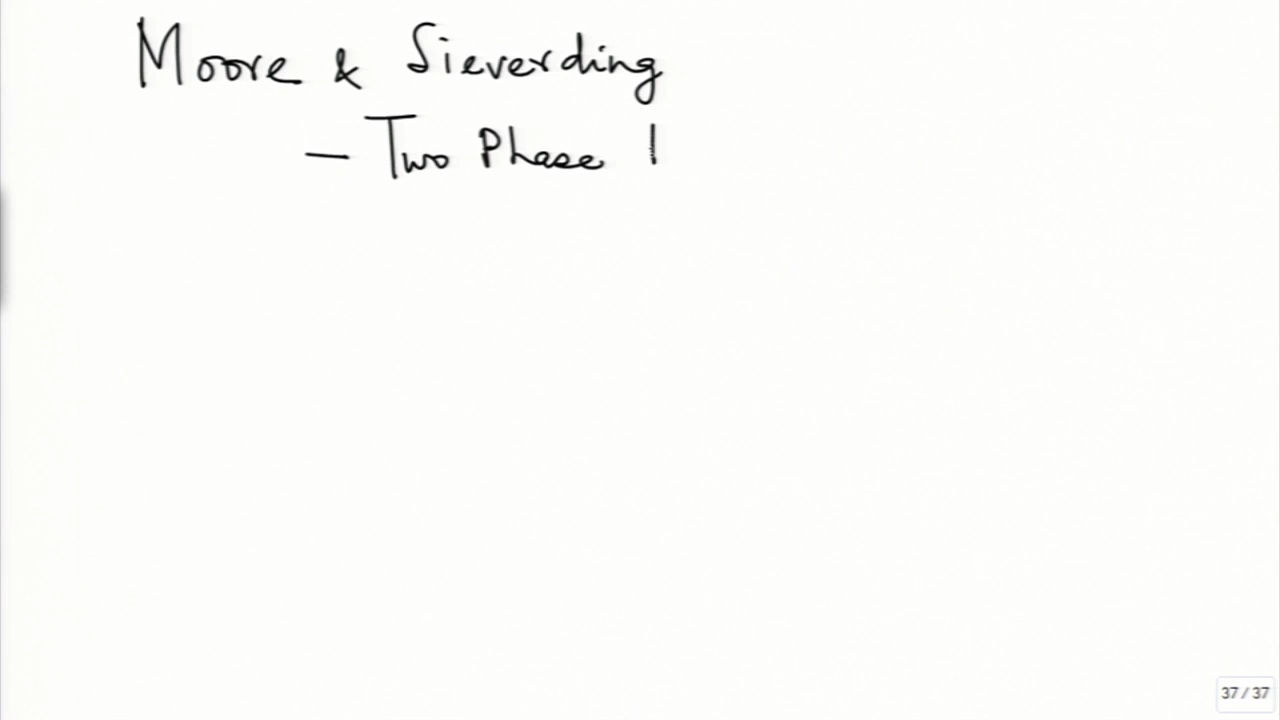 Moore & Sieverding
– Two Phase
37 / 37